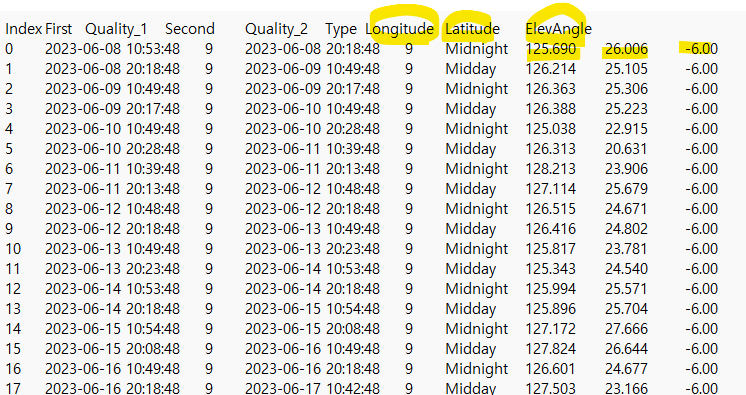 Index First Quality_1 Second Quality_2 Type Longitude Latitude ElevAngle
0 2023-06-08 10:53:48 9 2023-06-08 20:18:48 9 Midnight 125.690 26.006 -6.00
1 2023-06-08 20:18:48 9 2023-06-09 10:49:48 9 Midday 126.214 25.105 -6.00
2 2023-06-09 10:49:48 9 2023-06-09 20:17:48 9 Midnight 126.363 25.306 -6.00
3 2023-06-09 20:17:48 9 2023-06-10 10:49:48 9 Midday 126.388 25.223 -6.00
4 2023-06-10 10:49:48 9 2023-06-10 20:28:48 9 Midnight 125.038 22.915 -6.00
5 2023-06-10 20:28:48 9 2023-06-11 10:39:48 9 Midday 126.313 20.631 -6.00
6 2023-06-11 10:39:48 9 2023-06-11 20:13:48 9 Midnight 128.213 23.906 -6.00
7 2023-06-11 20:13:48 9 2023-06-12 10:48:48 9 Midday 127.114 25.679 -6.00
8 2023-06-12 10:48:48 9 2023-06-12 20:18:48 9 Midnight 126.515 24.671 -6.00
9 2023-06-12 20:18:48 9 2023-06-13 10:49:48 9 Midday 126.416 24.802 -6.00
10 2023-06-13 10:49:48 9 2023-06-13 20:23:48 9 Midnight 125.817 23.781 -6.00
11 2023-06-13 20:23:48 9 2023-06-14 10:53:48 9 Midday 125.343 24.540 -6.00
12 2023-06-14 10:53:48 9 2023-06-14 20:18:48 9 Midnight 125.994 25.571 -6.00
13 2023-06-14 20:18:48 9 2023-06-15 10:54:48 9 Midday 125.896 25.704 -6.00
14 2023-06-15 10:54:48 9 2023-06-15 20:08:48 9 Midnight 127.172 27.666 -6.00
15 2023-06-15 20:08:48 9 2023-06-16 10:49:48 9 Midday 127.824 26.644 -6.00
16 2023-06-16 10:49:48 9 2023-06-16 20:18:48 9 Midnight 126.601 24.677 -6.00
17 2023-06-16 20:18:48 9 2023-06-17 10:42:48 9 Midday 127.503 23.166 -6.00